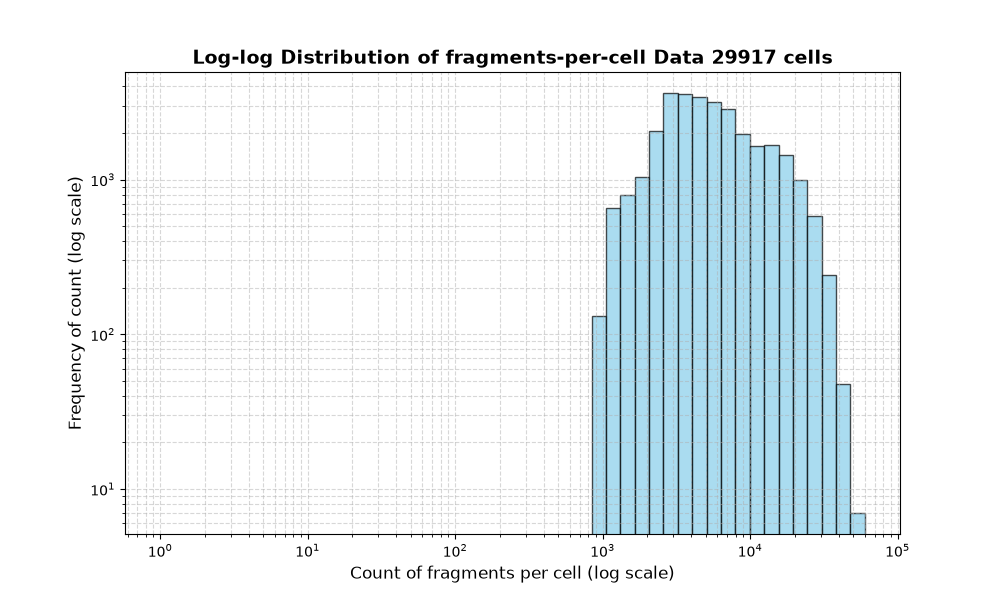 Log-log Distribution of fragments-per-cell Data 29917 cells
Frequency of count (log scale)
10³
10²
10¹
10⁰ 10¹ 10² 10³ 10⁴ 10⁵
Count of fragments per cell (log scale)